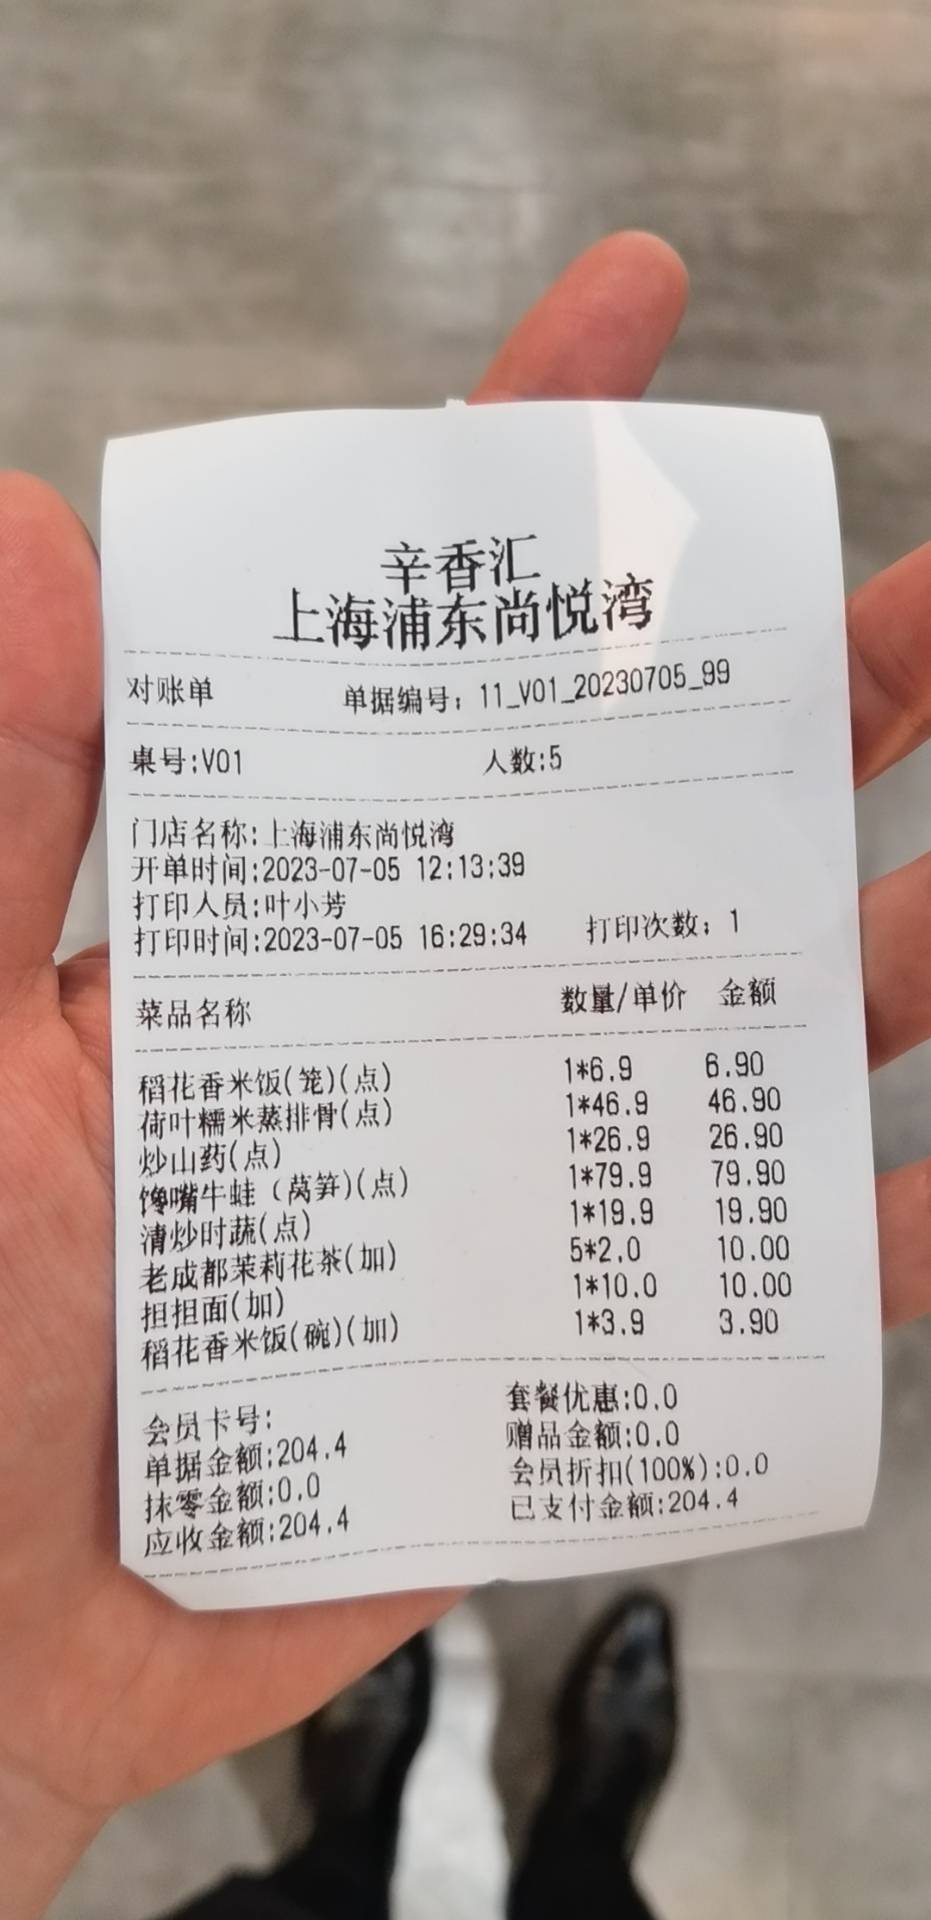 辛香汇
上海浦东尚悦湾
对账单 单据编号：11_V01_20230705_99
桌号:V01 人数:5
门店名称:上海浦东尚悦湾
开单时间:2023-07-05 12:13:39
打印人员:叶小芳
打印时间:2023-07-05 16:29:34 打印次数：1
菜品名称 数量/单价 金额
稻花香米饭(笼)(点) 1*6.9 6.90
荷叶糯米蒸排骨(点) 1*46.9 46.90
炒山药(点) 1*26.9 26.90
馋嘴牛蛙（莴笋)(点) 1*79.9 79.90
清炒时蔬(点) 1*19.9 19.90
老成都茉莉花茶(加) 5*2.0 10.00
担担面(加) 1*10.0 10.00
稻花香米饭(碗)(加) 1*3.9 3.90
会员卡号: 套餐优惠:0.0
单据金额:204.4 赠品金额:0.0
抹零金额:0.0 会员折扣(100%):0.0
应收金额:204.4 已支付金额:204.4